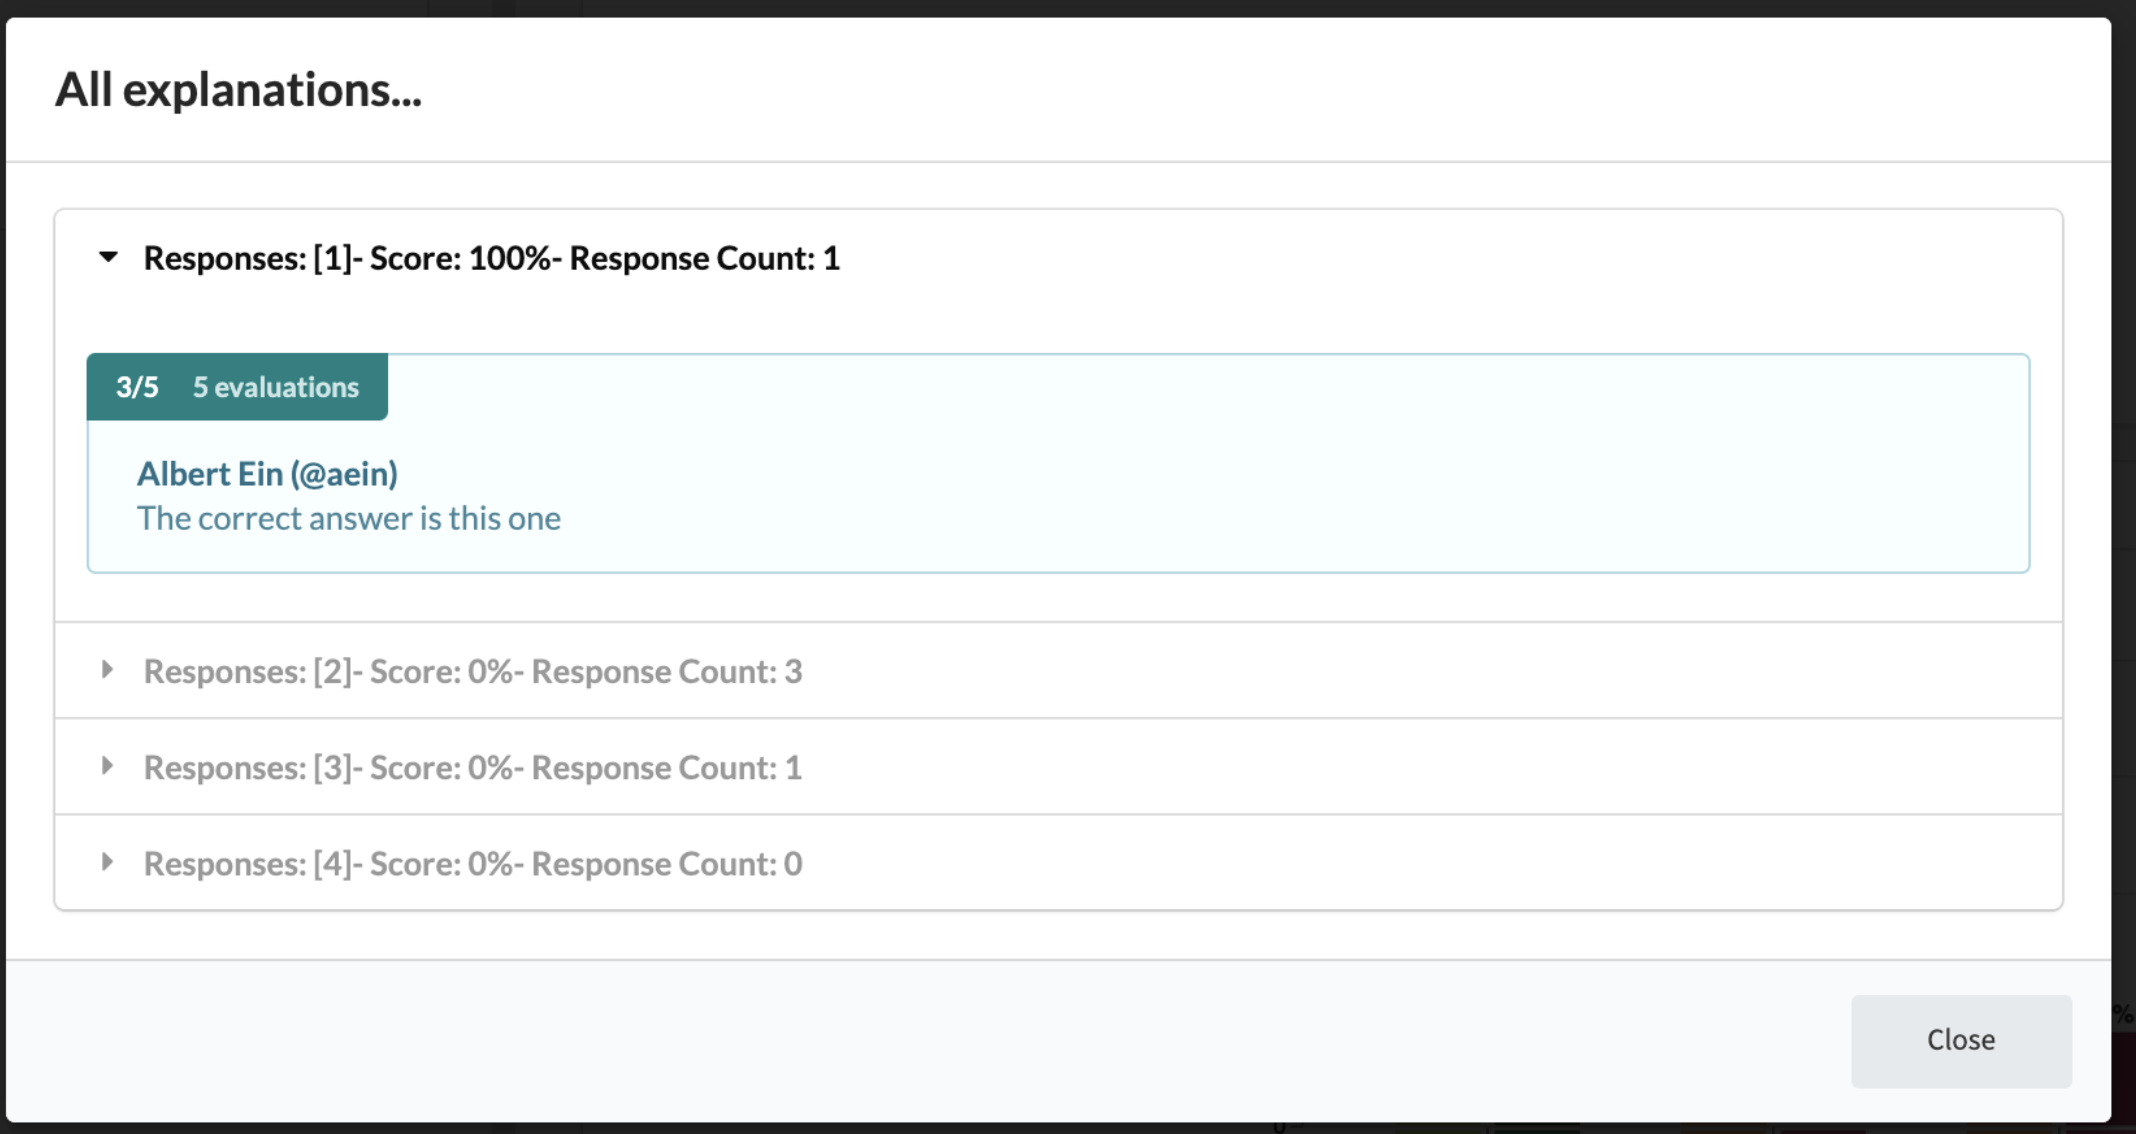 All explanations...
Responses: [1]- Score: 100%- Response Count: 1
3/5 5 evaluations
Albert Ein (@aein)
The correct answer is this one
Responses: [2]- Score: 0%- Response Count: 3
Responses: [3]- Score: 0%- Response Count: 1
Responses: [4]- Score: 0%- Response Count: 0
%
Close
0